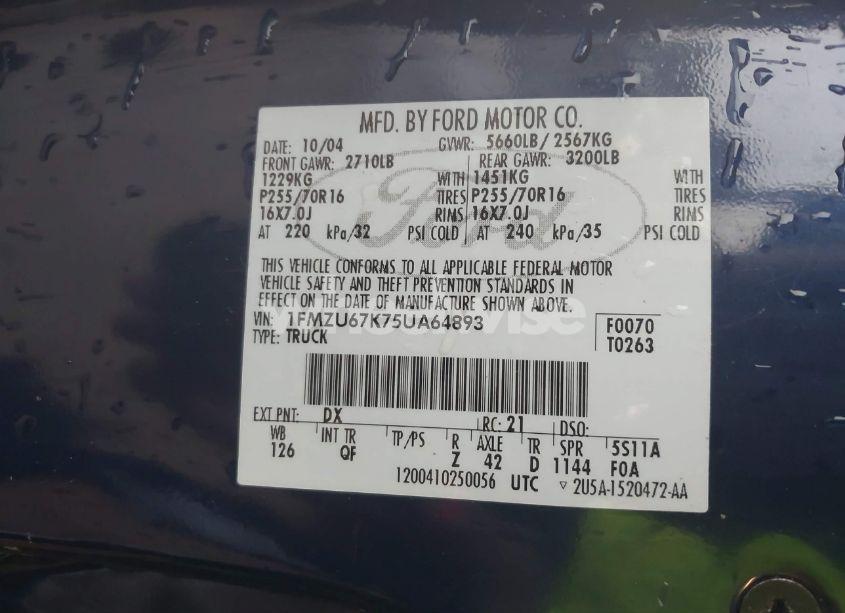 MFD. BY FORD MOTOR CO.
DATE: 10/04 GVWR: 5660LB/ 2567KG
FRONT GAWR: 2710LB REAR GAWR: 3200LB
1229KG WITH 1451KG WITH
P255/70R16 TIRES P255/70R16 TIRES
16X7.0J RIMS 16X7.0J RIMS
AT 220 kPa/32 PSI COLD AT 240 kPa/35 PSI COLD
Ford
THIS VEHICLE CONFORMS TO ALL APPLICABLE FEDERAL MOTOR
VEHICLE SAFETY AND THEFT PREVENTION STANDARDS IN
EFFECT ON THE DATE OF MANUFACTURE SHOWN ABOVE.
VIN: 1FMZU67K75UA64893 F0070
TYPE: TRUCK T0263
EXT PNT: DX RC: 21 DSO:
WB INT TR TP/PS R AXLE TR SPR 5S11A
126 QF Z 42 D 1144 F0A
1200410250056 UTC ▽ 2U5A-1520472-AA